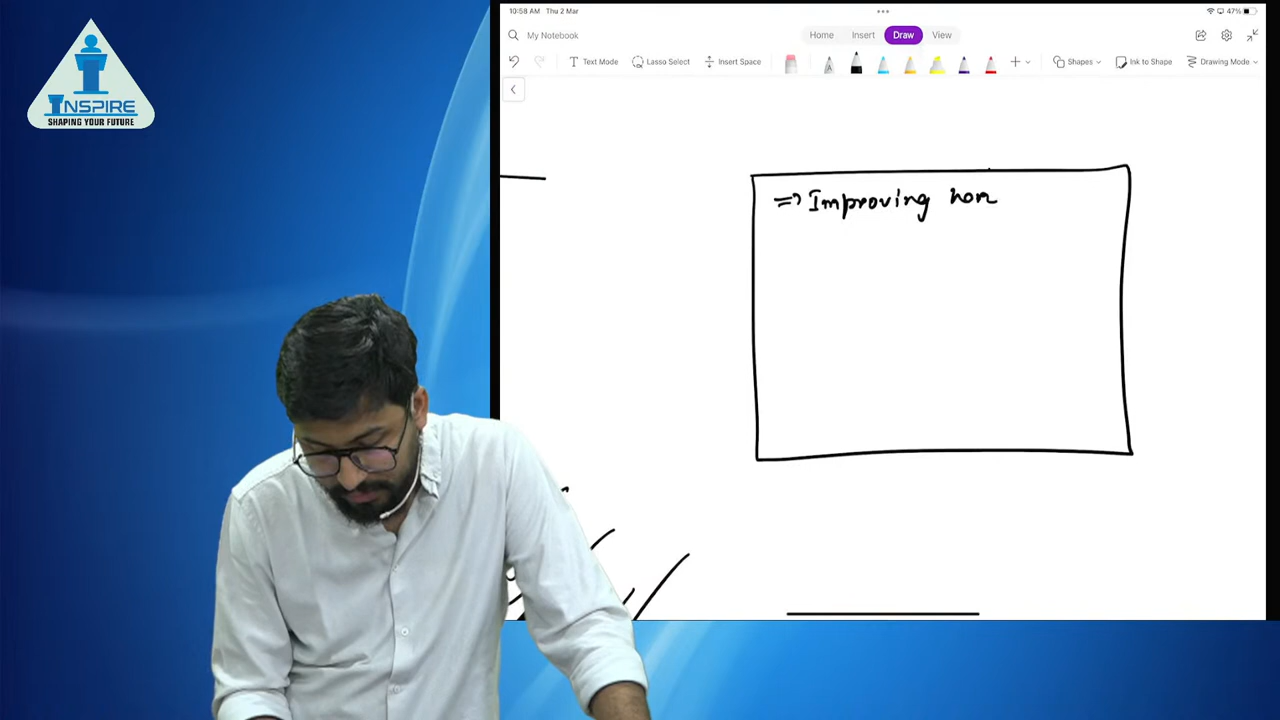 INSPIRE
SHAPING YOUR FUTURE
10:58 AM Thu 2 Mar
47%
My Notebook
Home Insert Draw View
Text Mode Lasso Select Insert Space Shapes Ink to Shape Drawing Mode
=> Improving